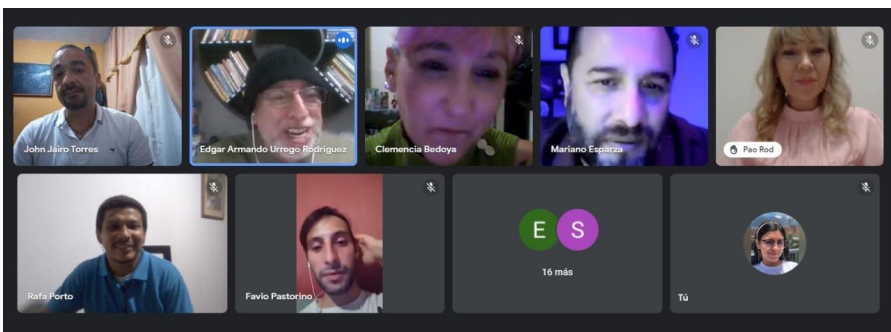 John Jairo Torres
Edgar Armando Urrego Rodriguez
Clemencia Bedoya
Mariano Esparza
Pao Rod
Rafa Porto
Favio Pastorino
E S
16 más
Tú